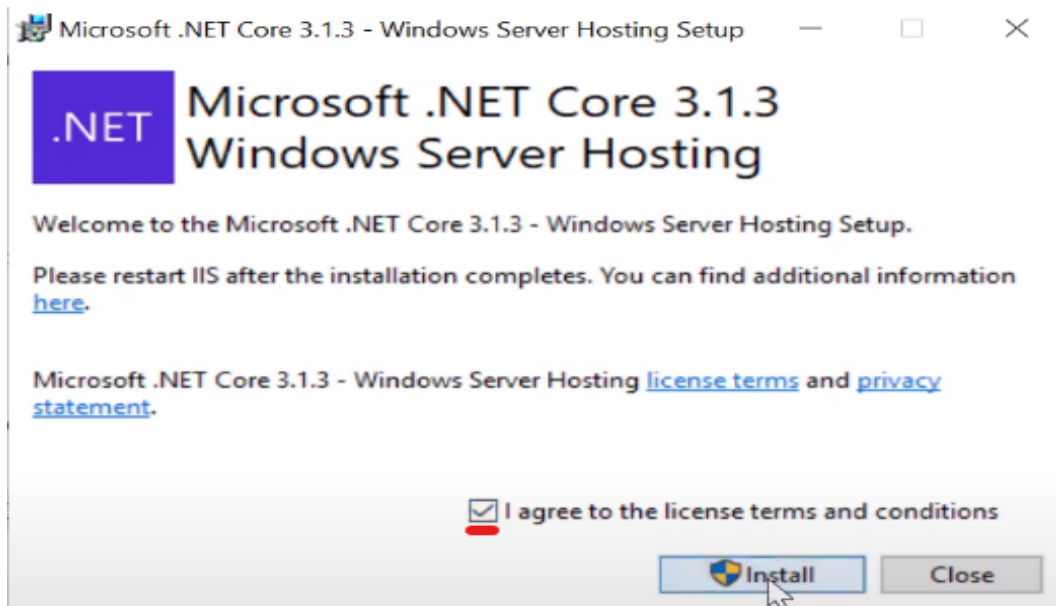 Microsoft .NET Core 3.1.3 - Windows Server Hosting Setup
.NET
Microsoft .NET Core 3.1.3
Windows Server Hosting
Welcome to the Microsoft .NET Core 3.1.3 - Windows Server Hosting Setup.
Please restart IIS after the installation completes. You can find additional information
here.
Microsoft .NET Core 3.1.3 - Windows Server Hosting license terms and privacy
statement.
I agree to the license terms and conditions
Install
Close